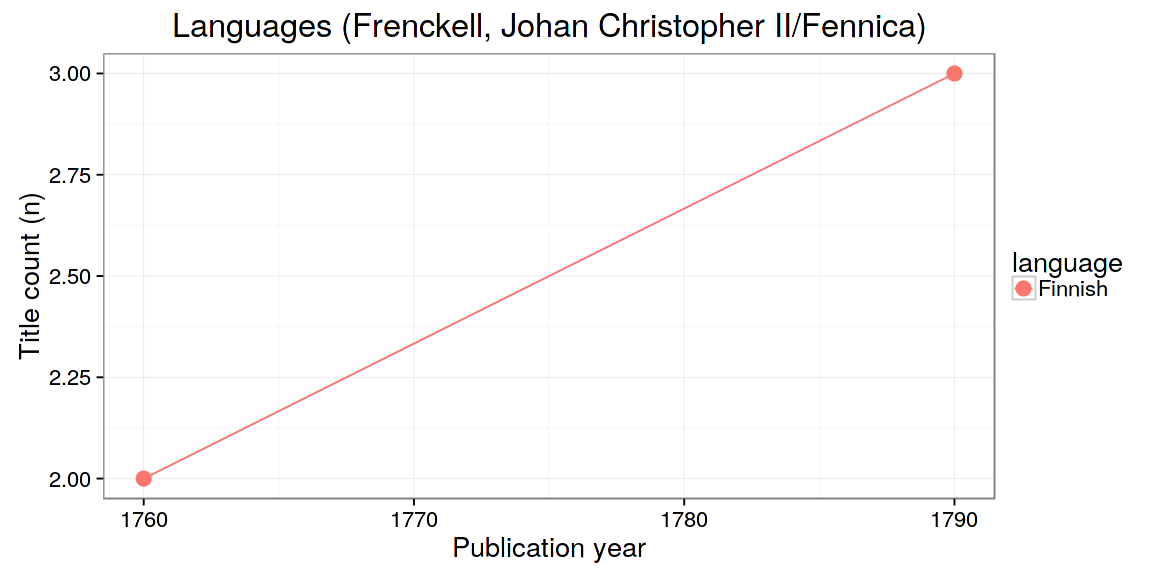 Languages (Frenckell, Johan Christopher II/Fennica)
3.00
2.75
2.50
2.25
2.00
Title count (n)
1760 1770 1780 1790
Publication year
language
Finnish